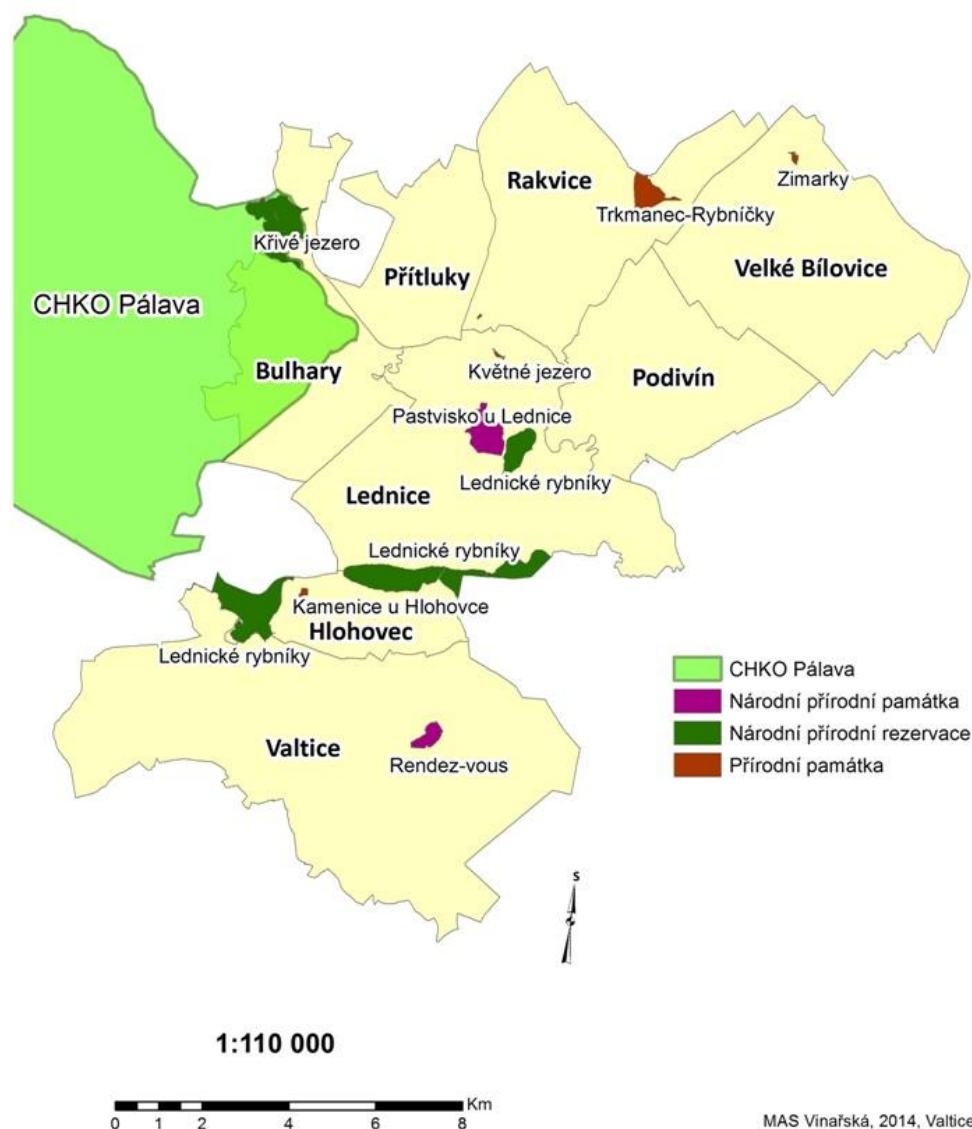 Rakvice
Zimarky
Trkmanec-Rybníčky
Křivé jezero
Přítluky
Velké Bílovice
CHKO Pálava
Bulhary
Květné jezero
Podivín
Pastvisko u Lednice
Lednice
Lednické rybníky
Lednické rybníky
Kamenice u Hlohovce
Hlohovec
Lednické rybníky
CHKO Pálava
Národní přírodní památka
Národní přírodní rezervace
Přírodní památka
Valtice
Rendez-vous
S
1:110 000
Km
0 1 2 4 6 8
MAS Vinařská, 2014, Valtice